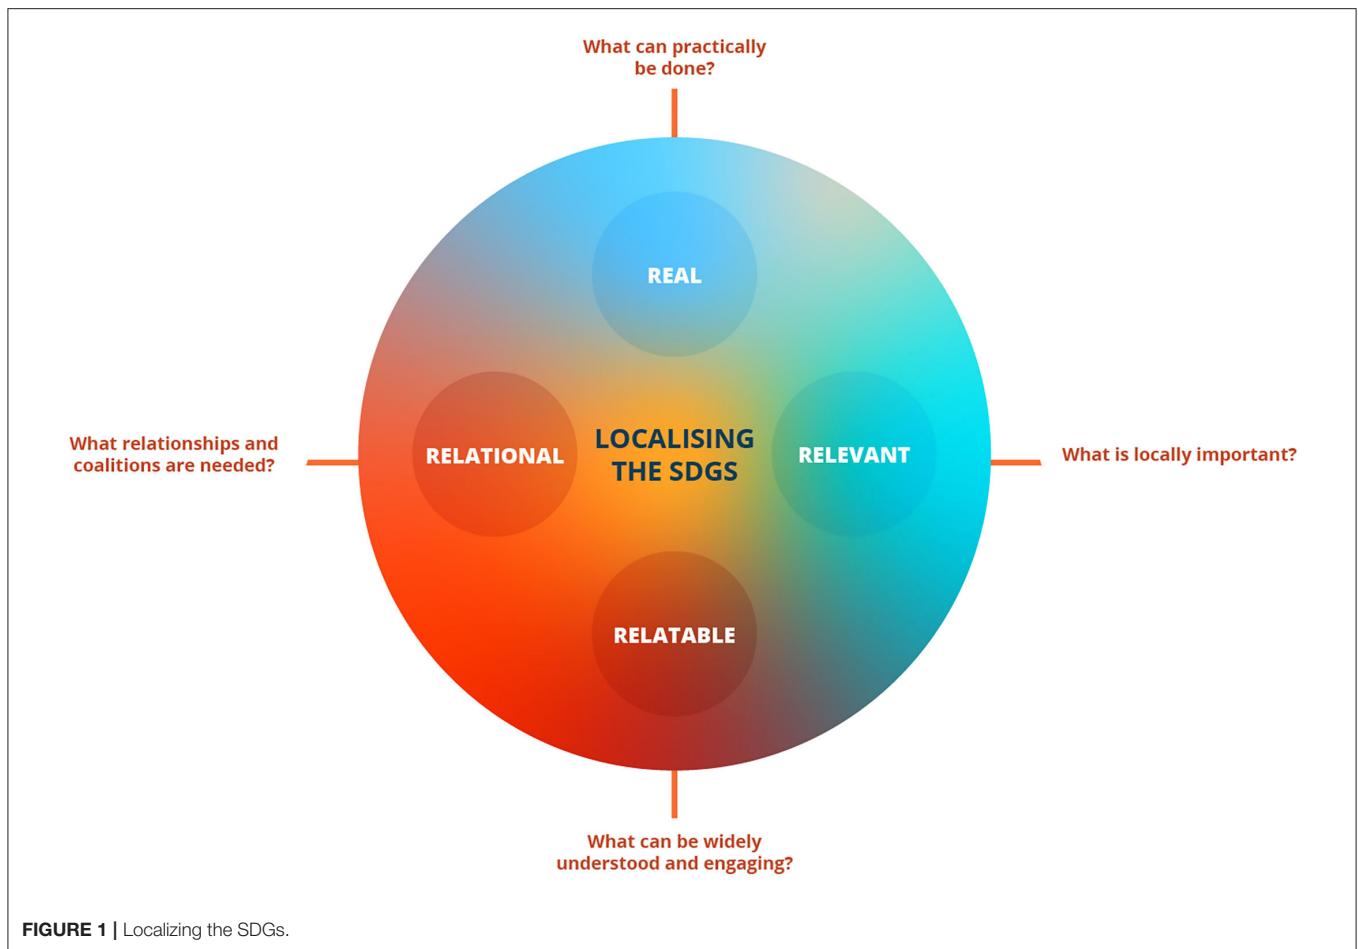 What can practically
be done?
REAL
What relationships and
coalitions are needed?
RELATIONAL
LOCALISING
THE SDGS
RELEVANT
What is locally important?
RELATABLE
What can be widely
understood and engaging?
FIGURE 1 | Localizing the SDGs.